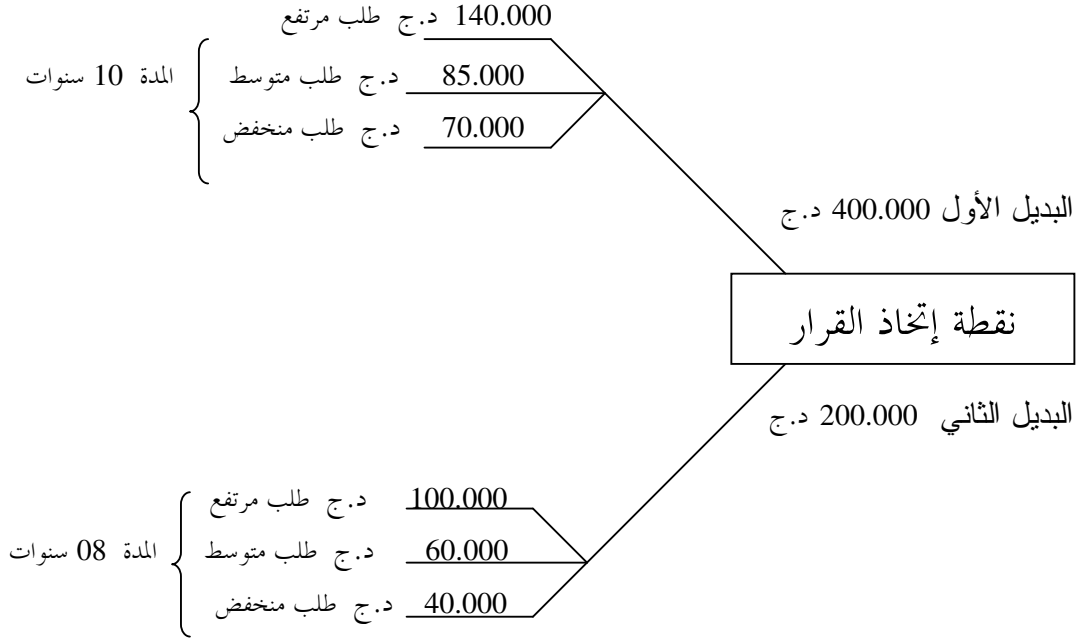 140.000 د.ج طلب مرتفع
85.000 د.ج طلب متوسط
المدة 10 سنوات
70.000 د.ج طلب منخفض
البديل الأول 400.000 د.ج
نقطة إتخاذ القرار
البديل الثاني 200.000 د.ج
100.000 د.ج طلب مرتفع
60.000 د.ج طلب متوسط
المدة 08 سنوات
40.000 د.ج طلب منخفض